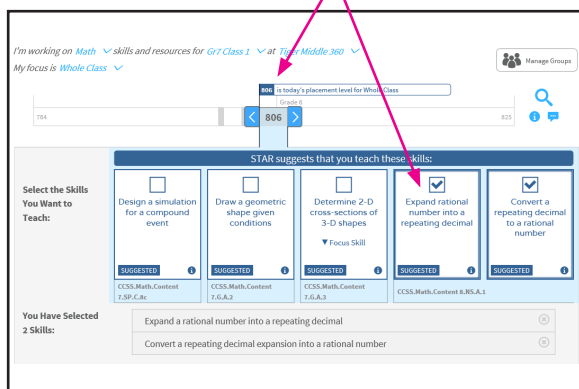 I'm working on Math skills and resources for Gr7 Class 1 at Tiger Middle 360
My focus is Whole Class
Manage Groups
806 is today's placement level for Whole Class
Grade 8
784
806
825
STAR suggests that you teach these skills:
Select the Skills
You Want to
Teach:
Design a simulation
for a compound
event
SUGGESTED
CCSS.Math.Content
7.SP.C.8c
Draw a geometric
shape given
conditions
SUGGESTED
CCSS.Math.Content
7.G.A.2
Determine 2-D
cross-sections of
3-D shapes
Focus Skill
SUGGESTED
CCSS.Math.Content
7.G.A.3
Expand rational
number into a
repeating decimal
SUGGESTED
Convert a
repeating decimal
to a rational
number
SUGGESTED
CCSS.Math.Content 8.NS.A.1
You Have Selected
2 Skills:
Expand a rational number into a repeating decimal
Convert a repeating decimal expansion into a rational number